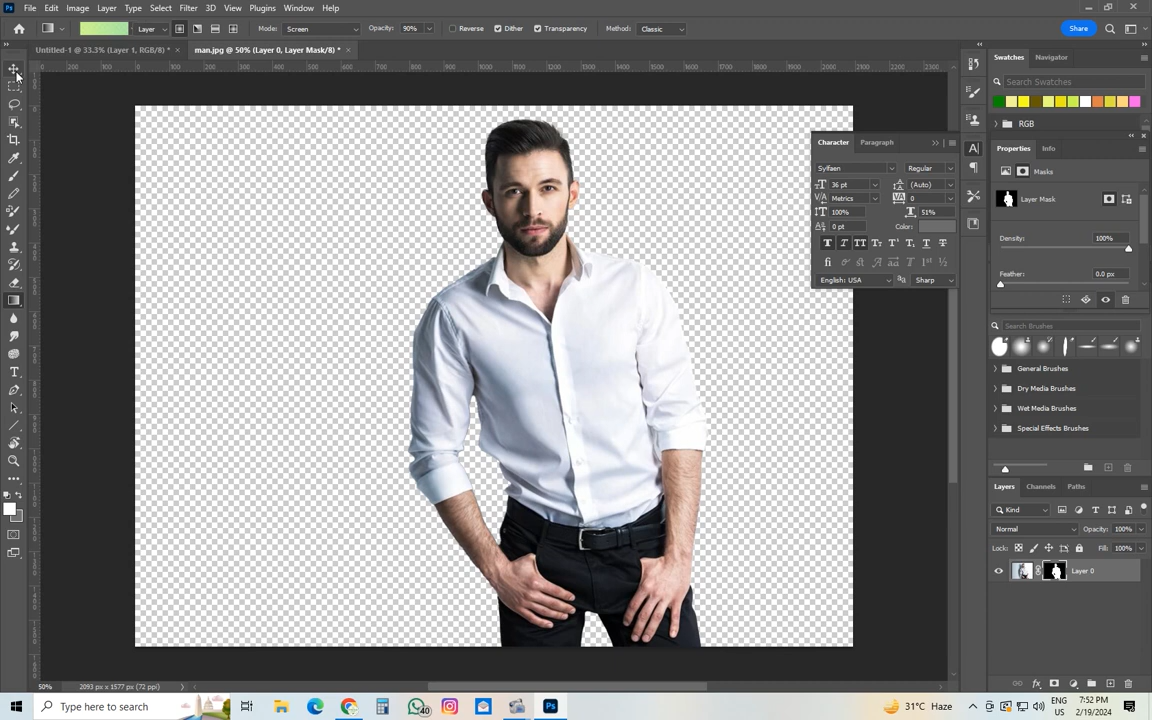 File Edit Image Layer Type Select Filter 3D View Plugins Window Help
Layer Mode: Screen Opacity: 90% Reverse Dither Transparency Method: Classic Share
Untitled-1 @ 33.3% (Layer 1, RGB/8) * × man.jpg @ 50% (Layer 0, Layer Mask/8) * ×
Swatches Navigator
Search Swatches
RGB
Character Paragraph
Sylfaen Regular
36 pt (Auto)
Metrics 0
100% 51%
0 pt Color:
English: USA Sharp
Properties Info
Masks
Layer Mask
Density: 100%
Feather: 0.0 px
Search Brushes
General Brushes
Dry Media Brushes
Wet Media Brushes
Special Effects Brushes
Layers Channels Paths
Kind
Normal Opacity: 100%
Lock: Fill: 100%
Layer 0
50% 2093 px x 1577 px (72 ppi)
Type here to search
40
31°C Haze
ENG
US
7:52 PM
2/19/2024